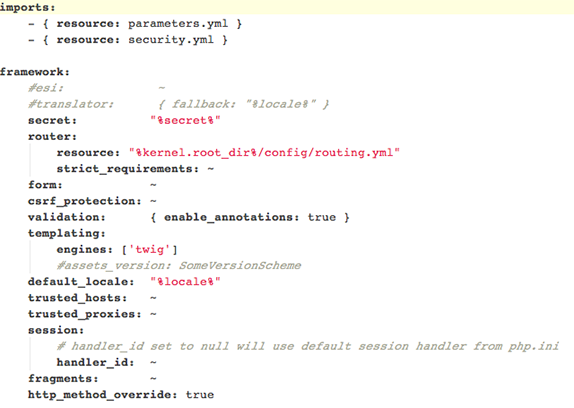 imports:
    - { resource: parameters.yml }
    - { resource: security.yml }

framework:
    #esi:             ~
    #translator:      { fallback: "%locale%" }
    secret:          "%secret%"
    router:
        resource: "%kernel.root_dir%/config/routing.yml"
        strict_requirements: ~
    form:            ~
    csrf_protection: ~
    validation:      { enable_annotations: true }
    templating:
        engines: ['twig']
        #assets_version: SomeVersionScheme
    default_locale:  "%locale%"
    trusted_hosts:   ~
    trusted_proxies: ~
    session:
        # handler_id set to null will use default session handler from php.ini
        handler_id:  ~
    fragments:       ~
    http_method_override: true